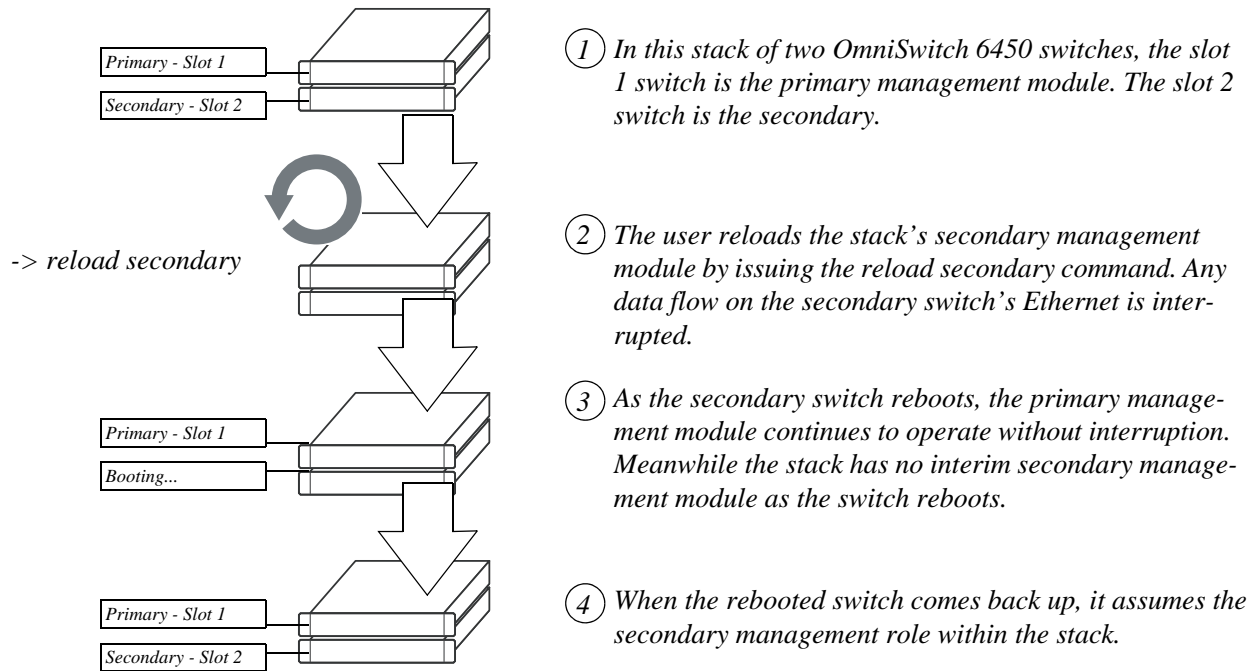 Primary - Slot 1
Secondary - Slot 2
1 In this stack of two OmniSwitch 6450 switches, the slot
1 switch is the primary management module. The slot 2
switch is the secondary.
-> reload secondary
2 The user reloads the stack’s secondary management
module by issuing the reload secondary command. Any
data flow on the secondary switch’s Ethernet is inter-
rupted.
Primary - Slot 1
Booting...
3 As the secondary switch reboots, the primary manage-
ment module continues to operate without interruption.
Meanwhile the stack has no interim secondary manage-
ment module as the switch reboots.
Primary - Slot 1
Secondary - Slot 2
4 When the rebooted switch comes back up, it assumes the
secondary management role within the stack.